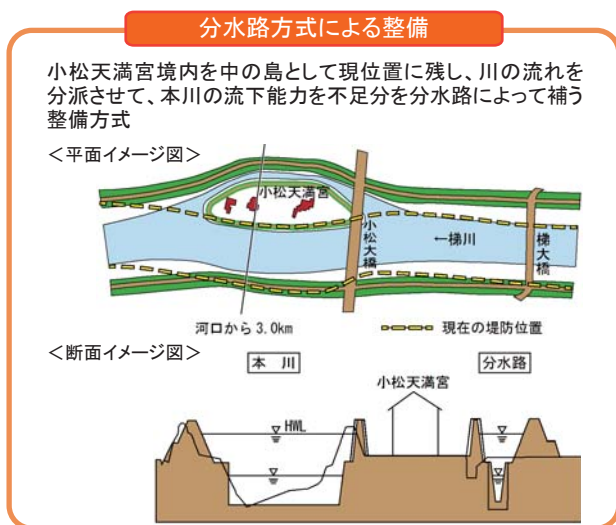 分水路方式による整備
小松天満宮境内を中の島として現位置に残し、川の流れを
分派させて、本川の流下能力を不足分を分水路によって補う
整備方式
<平面イメージ図>
小松天満宮
小松大橋
←梯川
梯大橋
河口から 3.0km
現在の堤防位置
<断面イメージ図>
本 川
分水路
小松天満宮
HWL